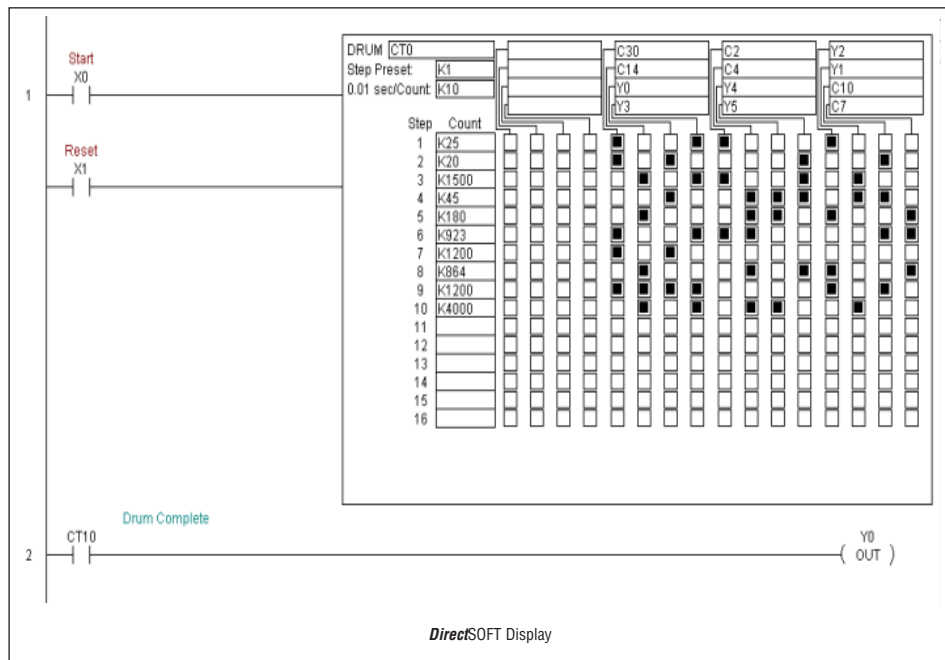 Start
X0
1
Reset
X1
DRUM CT0
Step Preset: K1
0.01 sec/Count: K10
C30 C2 Y2
C14 C4 Y1
Y0 Y4 C10
Y3 Y5 C7
Step Count
1 K25
2 K20
3 K1500
4 K45
5 K180
6 K923
7 K1200
8 K864
9 K1200
10 K4000
11
12
13
14
15
16
Drum Complete
CT10
2
Y0
( OUT )
DirectSOFT Display